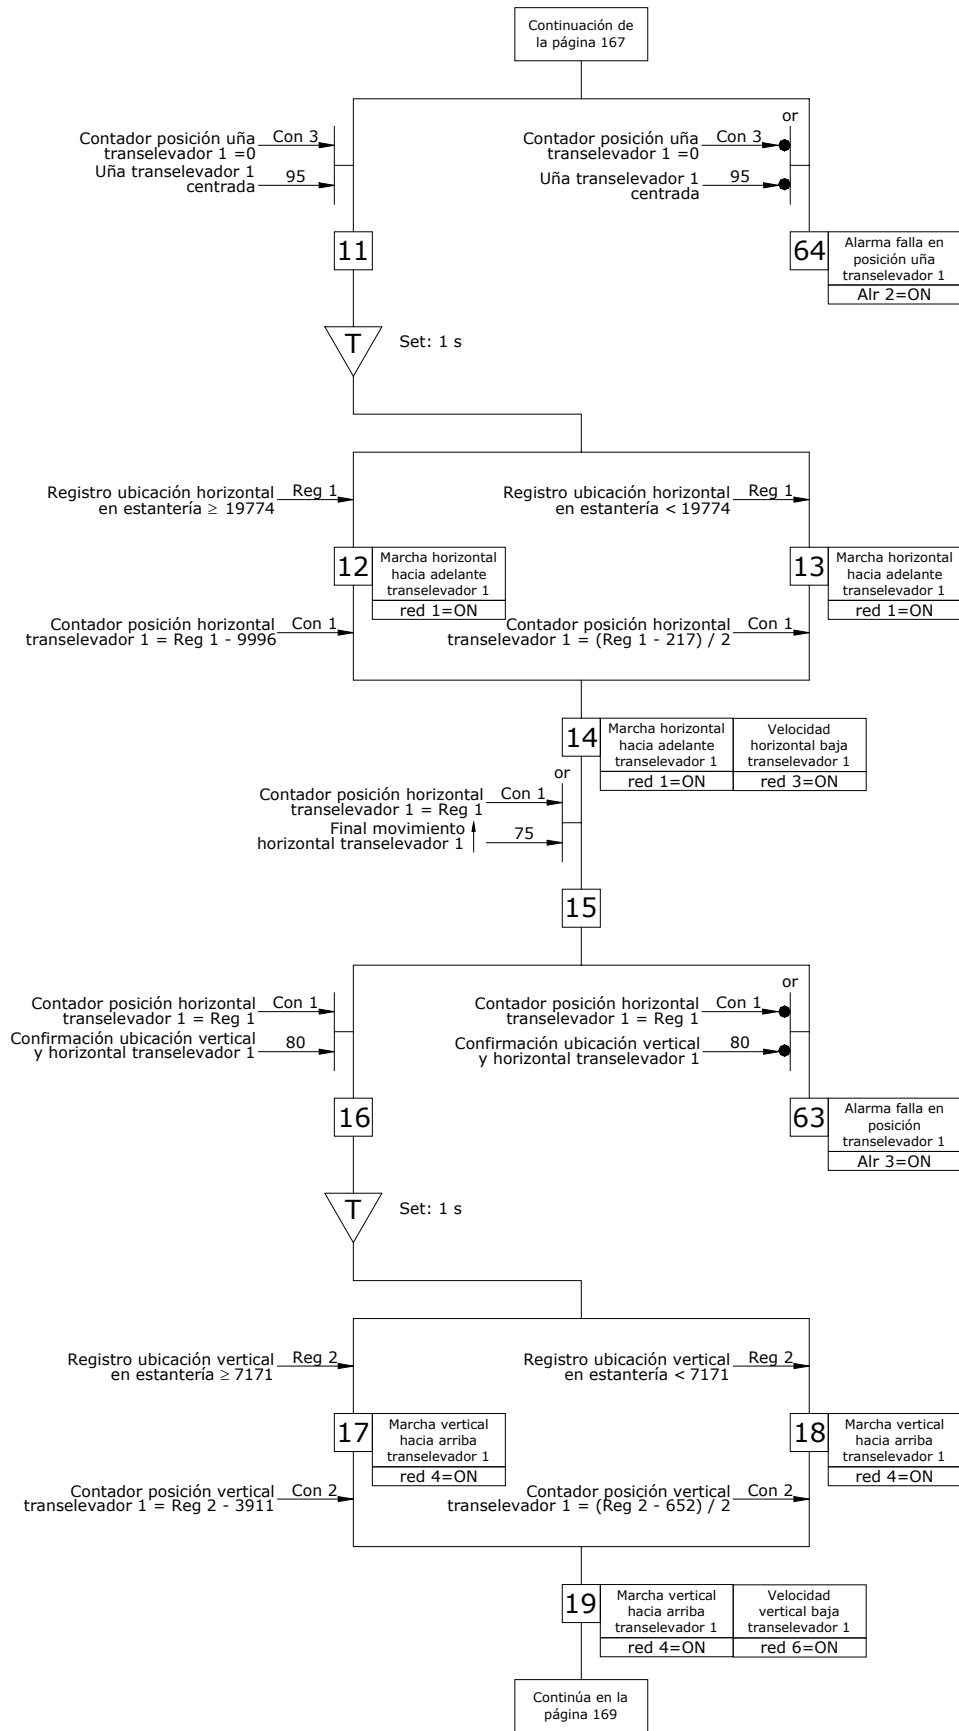 Continuación de
la página 167
Contador posición uña
transelevador 1 =0
Con 3
Uña transelevador 1
centrada
95
or
Contador posición uña
transelevador 1 =0
Con 3
Uña transelevador 1
centrada
95
11
64
Alarma falla en
posición uña
transelevador 1
Alr 2=ON
T
Set: 1 s
Registro ubicación horizontal
en estantería ≥ 19774
Reg 1
Registro ubicación horizontal
en estantería < 19774
Reg 1
12
Marcha horizontal
hacia adelante
transelevador 1
red 1=ON
13
Marcha horizontal
hacia adelante
transelevador 1
red 1=ON
Contador posición horizontal
transelevador 1 = Reg 1 - 9996
Con 1
Contador posición horizontal
transelevador 1 = (Reg 1 - 217) / 2
Con 1
14
Marcha horizontal
hacia adelante
transelevador 1
red 1=ON
Velocidad
horizontal baja
transelevador 1
red 3=ON
or
Contador posición horizontal
transelevador 1 = Reg 1
Con 1
Final movimiento
horizontal transelevador 1
75
15
Contador posición horizontal
transelevador 1 = Reg 1
Con 1
Confirmación ubicación vertical
y horizontal transelevador 1
80
or
Contador posición horizontal
transelevador 1 = Reg 1
Con 1
Confirmación ubicación vertical
y horizontal transelevador 1
80
16
63
Alarma falla en
posición
transelevador 1
Alr 3=ON
T
Set: 1 s
Registro ubicación vertical
en estantería ≥ 7171
Reg 2
Registro ubicación vertical
en estantería < 7171
Reg 2
17
Marcha vertical
hacia arriba
transelevador 1
red 4=ON
18
Marcha vertical
hacia arriba
transelevador 1
red 4=ON
Contador posición vertical
transelevador 1 = Reg 2 - 3911
Con 2
Contador posición vertical
transelevador 1 = (Reg 2 - 652) / 2
Con 2
19
Marcha vertical
hacia arriba
transelevador 1
red 4=ON
Velocidad
vertical baja
transelevador 1
red 6=ON
Continúa en la
página 169